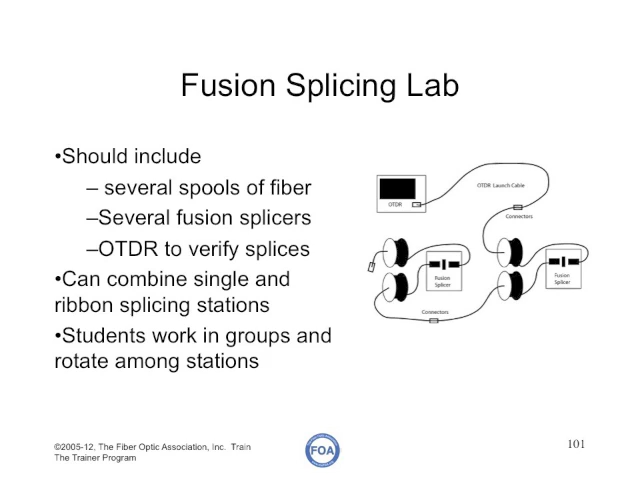 Fusion Splicing Lab
•Should include
– several spools of fiber
–Several fusion splicers
–OTDR to verify splices
•Can combine single and
ribbon splicing stations
•Students work in groups and
rotate among stations
OTDR
OTDR Launch Cable
Connectors
Fusion
Splicer
Fusion
Splicer
Connectors
©2005-12, The Fiber Optic Association, Inc. Train
The Trainer Program
FOA
101